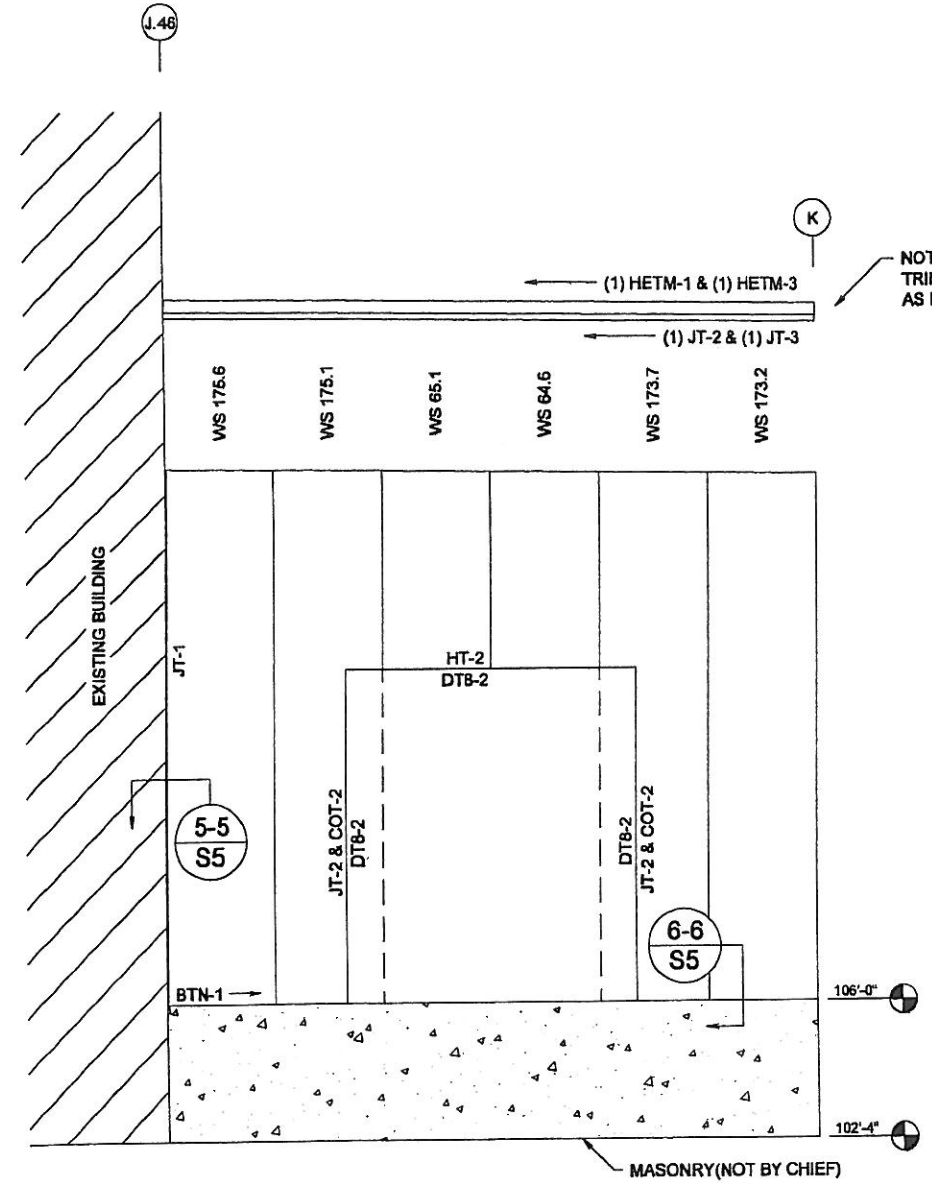 J.46
K
NOT
TRI
AS
(1) HETM-1 & (1) HETM-3
(1) JT-2 & (1) JT-3
WS 175.6
WS 175.1
WS 65.1
WS 64.6
WS 173.7
WS 173.2
EXISTING BUILDING
JT-1
HT-2
DT8-2
JT-2 & COT-2
DT8-2
DT8-2
JT-2 & COT-2
5-5
S5
6-6
S5
BTN-1
106'-0"
102'-4"
MASONRY(NOT BY CHIEF)